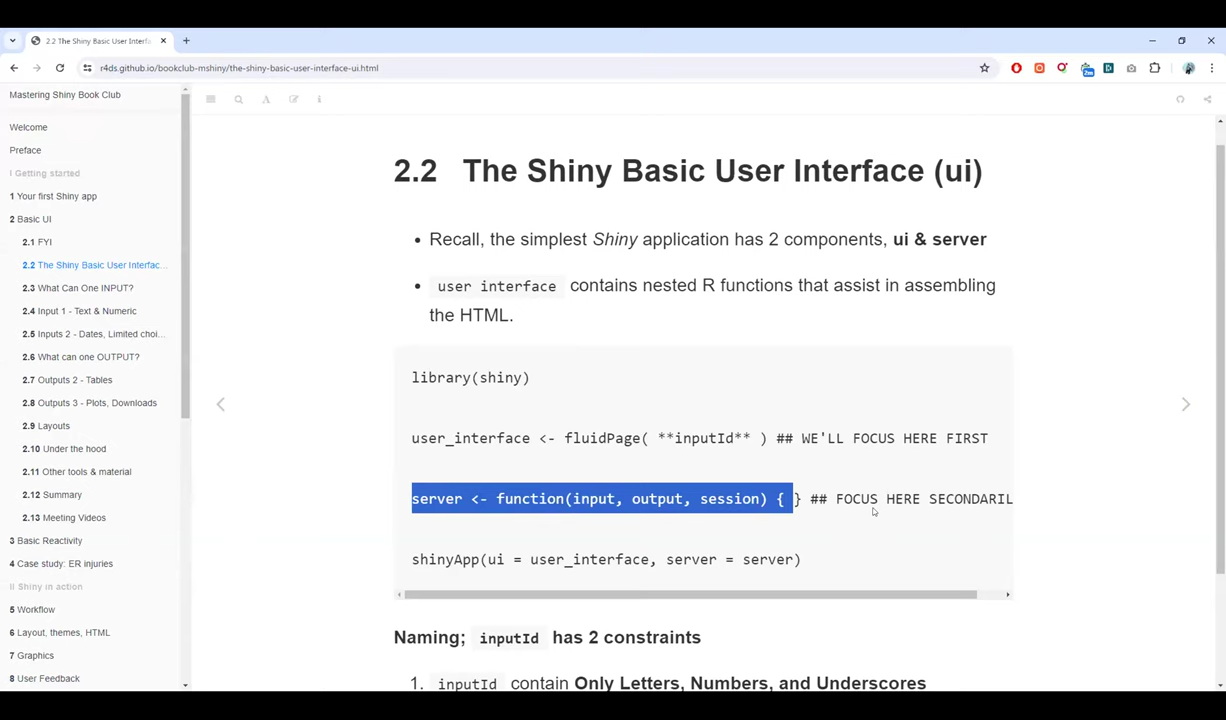 2.2 The Shiny Basic User Interfa
r4ds.github.io/bookclub-mshiny/the-shiny-basic-user-interface-ui.html
2m
Mastering Shiny Book Club
Welcome
Preface
I Getting started
1 Your first Shiny app
2 Basic UI
2.1 FYI
2.2 The Shiny Basic User Interfac...
2.3 What Can One INPUT?
2.4 Input 1 - Text & Numeric
2.5 Inputs 2 - Dates, Limited choi...
2.6 What can one OUTPUT?
2.7 Outputs 2 - Tables
2.8 Outputs 3 - Plots, Downloads
2.9 Layouts
2.10 Under the hood
2.11 Other tools & material
2.12 Summary
2.13 Meeting Videos
3 Basic Reactivity
4 Case study: ER injuries
II Shiny in action
5 Workflow
6 Layout, themes, HTML
7 Graphics
8 User Feedback
2.2 The Shiny Basic User Interface (ui)
• Recall, the simplest Shiny application has 2 components, ui & server
• user interface contains nested R functions that assist in assembling
the HTML.
library(shiny)
user_interface <- fluidPage( **inputId** ) ## WE'LL FOCUS HERE FIRST
server <- function(input, output, session) { } ## FOCUS HERE SECONDARIL
shinyApp(ui = user_interface, server = server)
Naming; inputId has 2 constraints
1. inputId contain Only Letters, Numbers, and Underscores